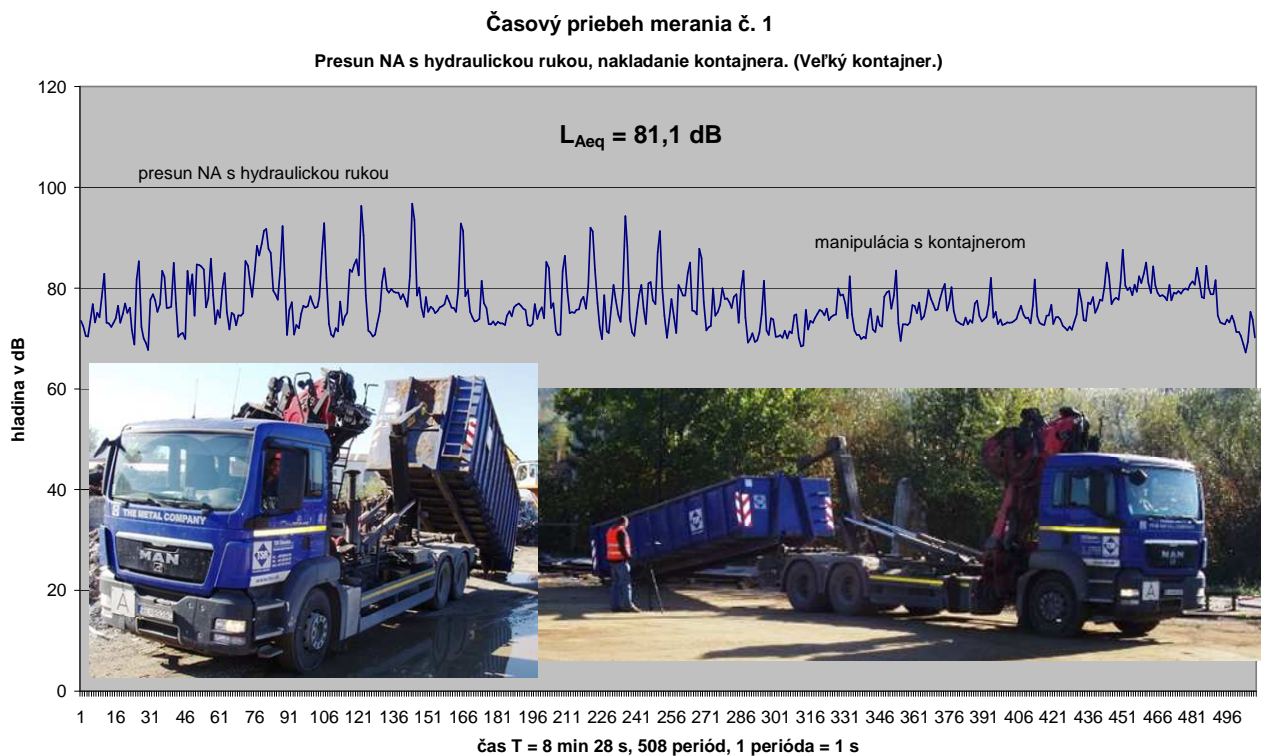 Časový priebeh merania č. 1
Presun NA s hydraulickou rukou, nakladanie kontajnera. (Veľký kontajner.)
L_Aeq = 81,1 dB
presun NA s hydraulickou rukou
manipulácia s kontajnerom
hladina v dB
120
100
80
60
40
20
0
THE METAL COMPANY
MAN
TSR
A
MAN
A
1 16 31 46 61 76 91 106 121 136 151 166 181 196 211 226 241 256 271 286 301 316 331 346 361 376 391 406 421 436 451 466 481 496
čas T = 8 min 28 s, 508 periód, 1 perióda = 1 s